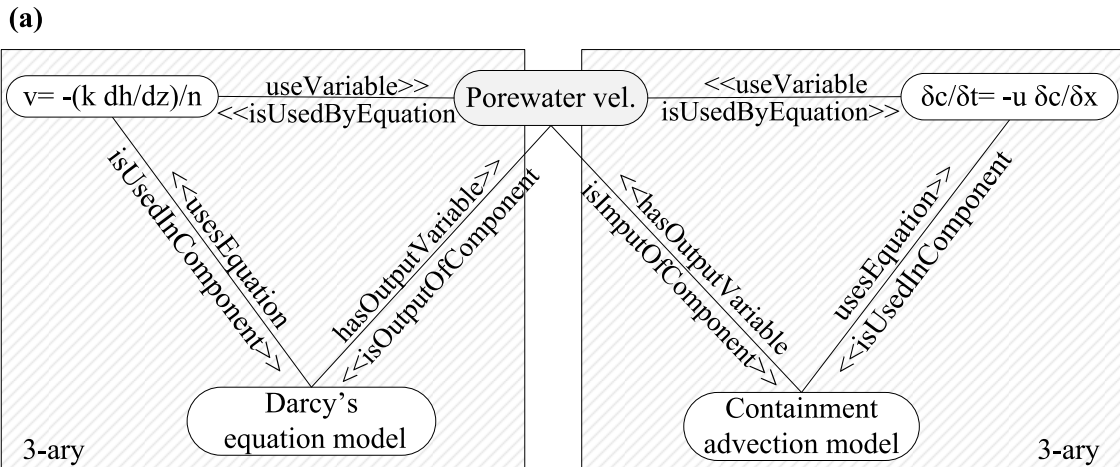 (a)
v= -(k dh/dz)/n
useVariable>>
<<isUsedByEquation
Porewater vel.
<<useVariable
isUsedByEquation>>
δc/δt= -u δc/δx
<<usesEquation
isUsedInComponent>>
hasOutputVariable>>
<<isOutputOfComponent
<<hasOutputVariable
isImputOfComponent>>
usesEquation>>
<<isUsedInComponent
Darcy’s
equation model
Containment
advection model
3-ary
3-ary